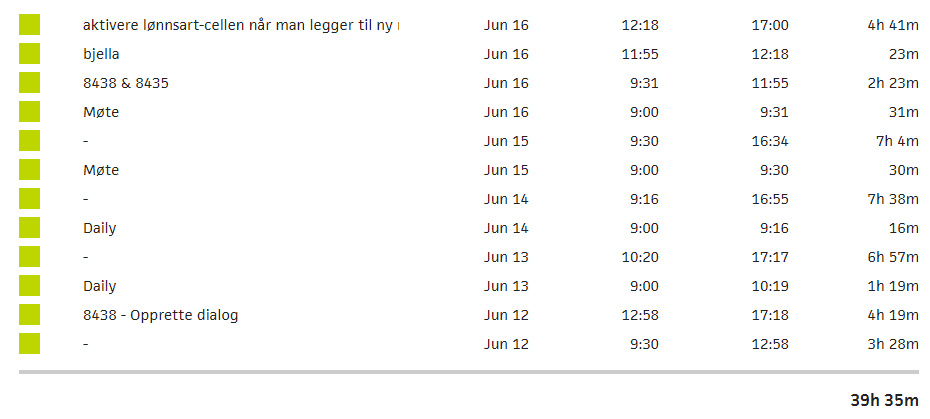 aktivere lønnsart-cellen når man legger til ny Jun 16 12:18 17:00 4h 41m
bjella Jun 16 11:55 12:18 23m
8438 & 8435 Jun 16 9:31 11:55 2h 23m
Møte Jun 16 9:00 9:31 31m
- Jun 15 9:30 16:34 7h 4m
Møte Jun 15 9:00 9:30 30m
- Jun 14 9:16 16:55 7h 38m
Daily Jun 14 9:00 9:16 16m
- Jun 13 10:20 17:17 6h 57m
Daily Jun 13 9:00 10:19 1h 19m
8438 - Opprette dialog Jun 12 12:58 17:18 4h 19m
- Jun 12 9:30 12:58 3h 28m
39h 35m